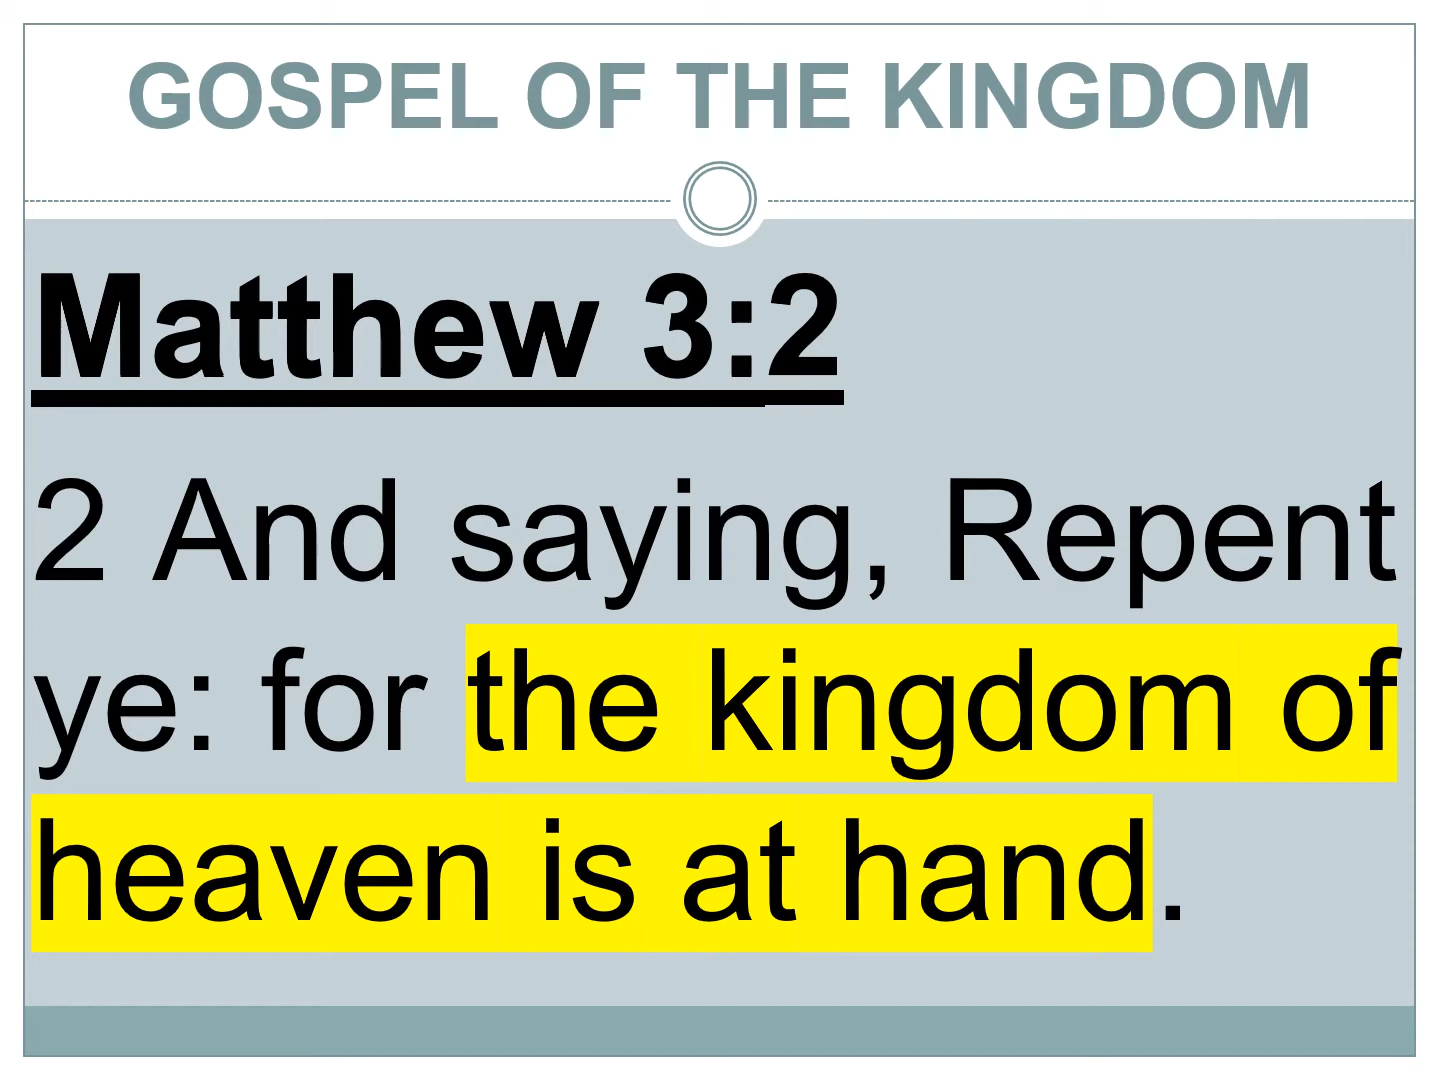 GOSPEL OF THE KINGDOM
Matthew 3:2
2 And saying, Repent
ye: for the kingdom of
heaven is at hand.